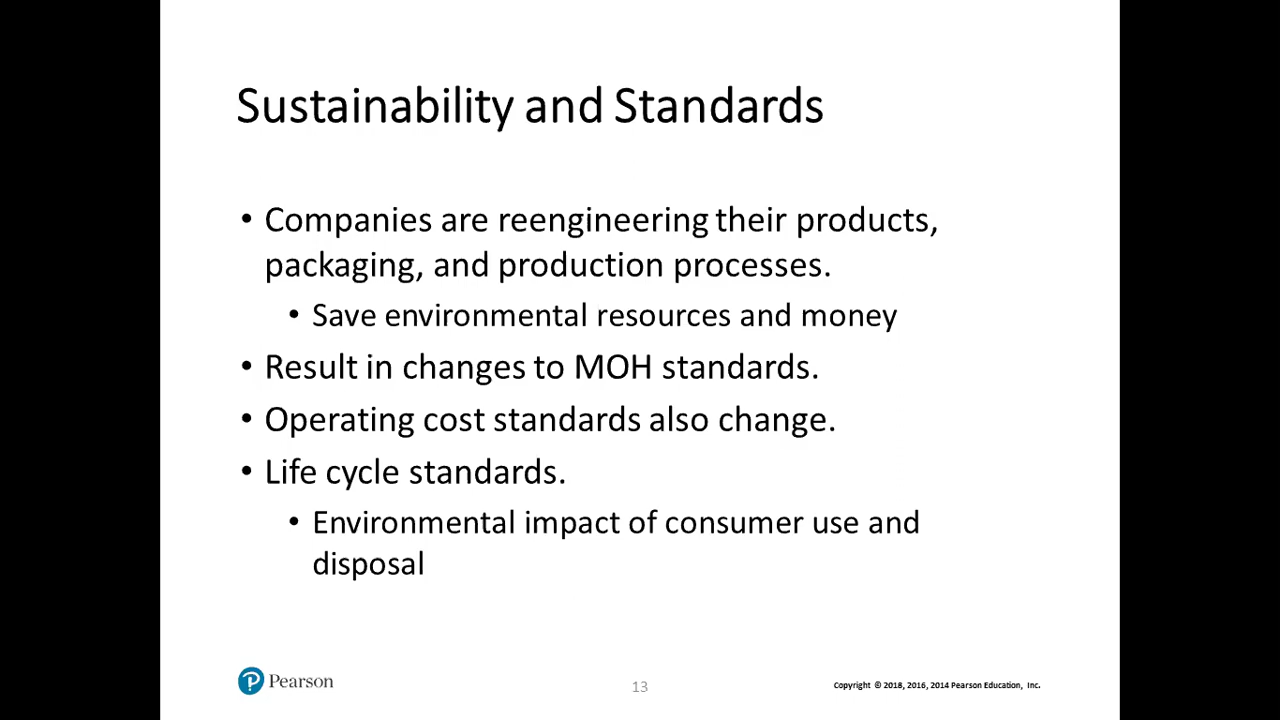 Sustainability and Standards
• Companies are reengineering their products,
packaging, and production processes.
• Save environmental resources and money
• Result in changes to MOH standards.
• Operating cost standards also change.
• Life cycle standards.
• Environmental impact of consumer use and
disposal
P Pearson
13
Copyright © 2018, 2016, 2014 Pearson Education, Inc.